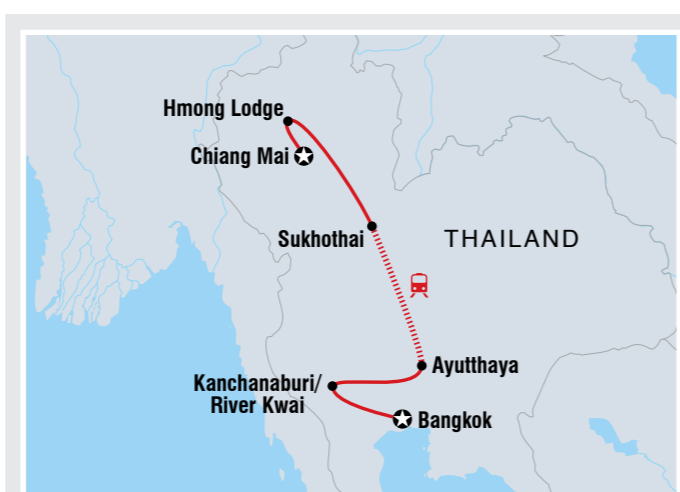 Hmong Lodge
Chiang Mai
Sukhothai
THAILAND
Ayutthaya
Kanchanaburi/
River Kwai
Bangkok